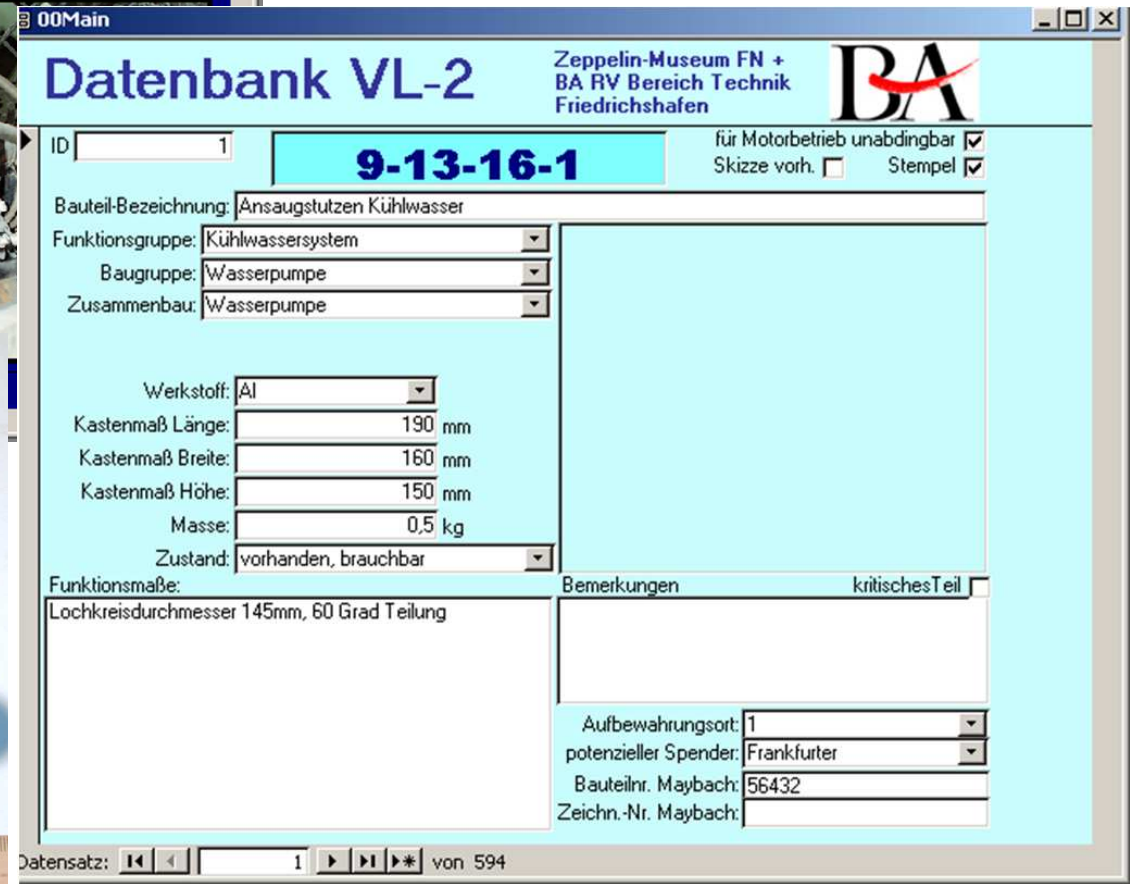 00Main
Datenbank VL-2
Zeppelin-Museum FN +
BA RV Bereich Technik
Friedrichshafen
BA
ID 1
9-13-16-1
für Motorbetrieb unabdingbar
Skizze vorh. Stempel
Bauteil-Bezeichnung: Ansaugstutzen Kühlwasser
Funktionsgruppe: Kühlwassersystem
Baugruppe: Wasserpumpe
Zusammenbau: Wasserpumpe
Werkstoff: Al
Kastenmaß Länge: 190 mm
Kastenmaß Breite: 160 mm
Kastenmaß Höhe: 150 mm
Masse: 0,5 kg
Zustand: vorhanden, brauchbar
Funktionsmaße:
Lochkreisdurchmesser 145mm, 60 Grad Teilung
Bemerkungen kritischesTeil
Aufbewahrungsort: 1
potenzieller Spender: Frankfurter
Bauteilnr. Maybach: 56432
Zeichn.-Nr. Maybach:
Datensatz: 1 von 594